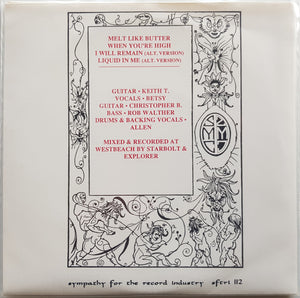 MELT LIKE BUTTER
WHEN YOU'RE HIGH
I WILL REMAIN (ALT. VERSION)
LIQUID IN ME (ALT. VERSION)
GUITAR · KEITH T.
VOCALS · BETSY
GUITAR · CHRISTOPHER B.
BASS · ROB WALTHER
DRUMS & BACKING VOCALS ·
ALLEN
MIXED & RECORDED AT
WESTBEACH BY STARBOLT &
EXPLORER
sympathy for the record industry sftri 112